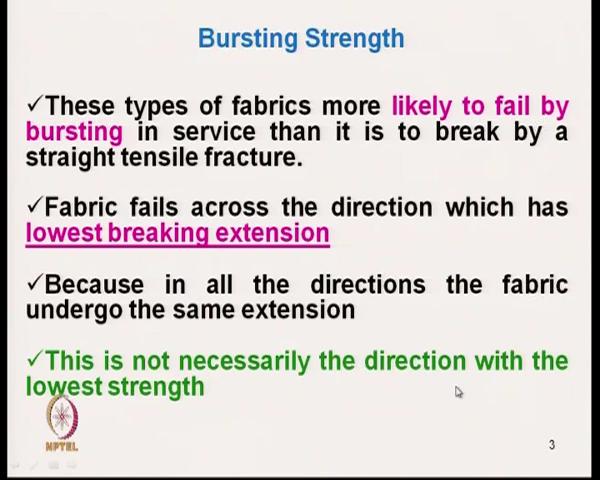 Bursting Strength
✓These types of fabrics more likely to fail by
bursting in service than it is to break by a
straight tensile fracture.
✓Fabric fails across the direction which has
lowest breaking extension
✓Because in all the directions the fabric
undergo the same extension
✓This is not necessarily the direction with the
lowest strength
NPTEL
3